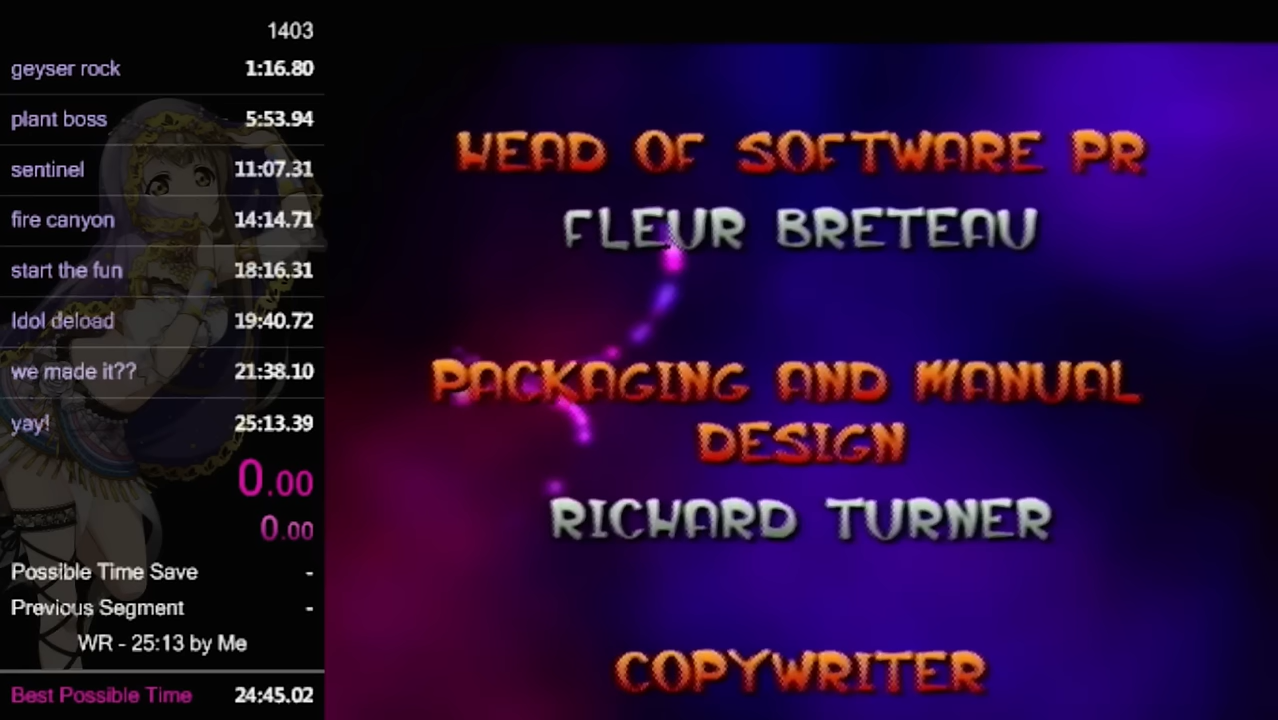 1403
geyser rock 1:16.80
plant boss 5:53.94
sentinel 11:07.31
fire canyon 14:14.71
start the fun 18:16.31
Idol deload 19:40.72
we made it?? 21:38.10
yay! 25:13.39
0.00
0.00
Possible Time Save -
Previous Segment -
WR - 25:13 by Me
Best Possible Time 24:45.02
HEAD OF SOFTWARE PR
FLEUR BRETEAU
PACKAGING AND MANUAL
DESIGN
RICHARD TURNER
COPYWRITER